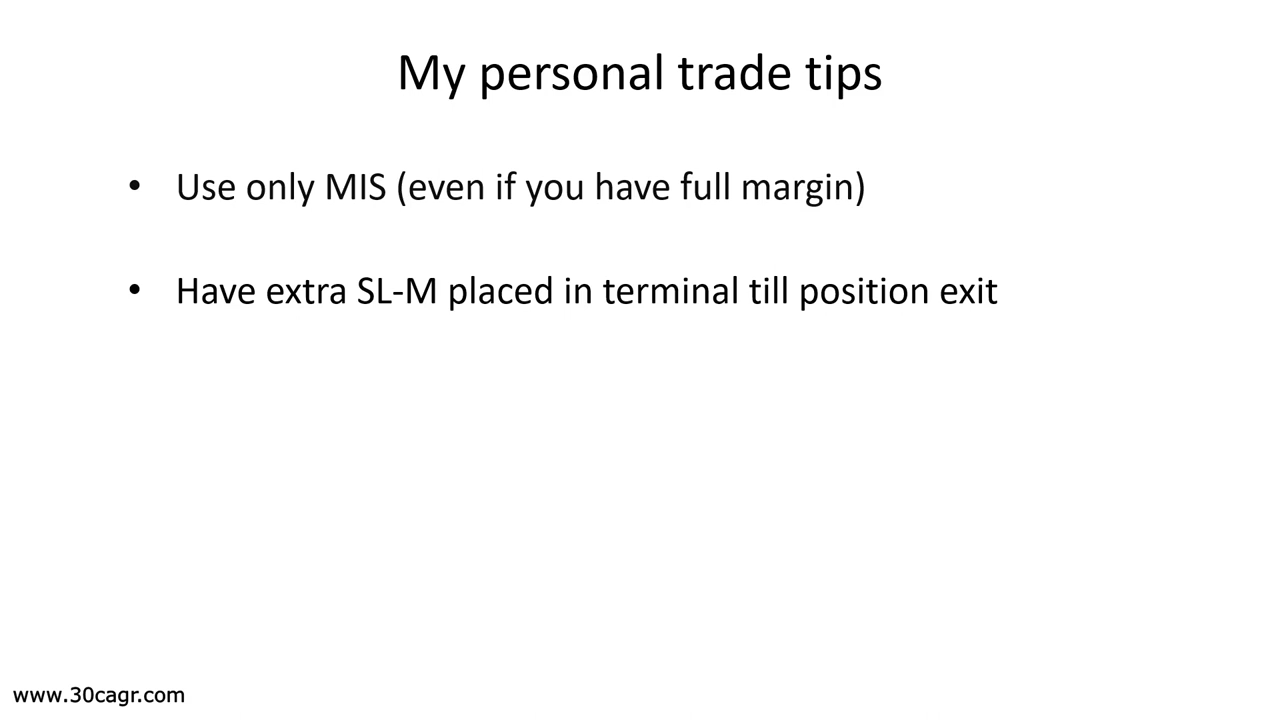 My personal trade tips
• Use only MIS (even if you have full margin)
• Have extra SL-M placed in terminal till position exit
www.30cagr.com